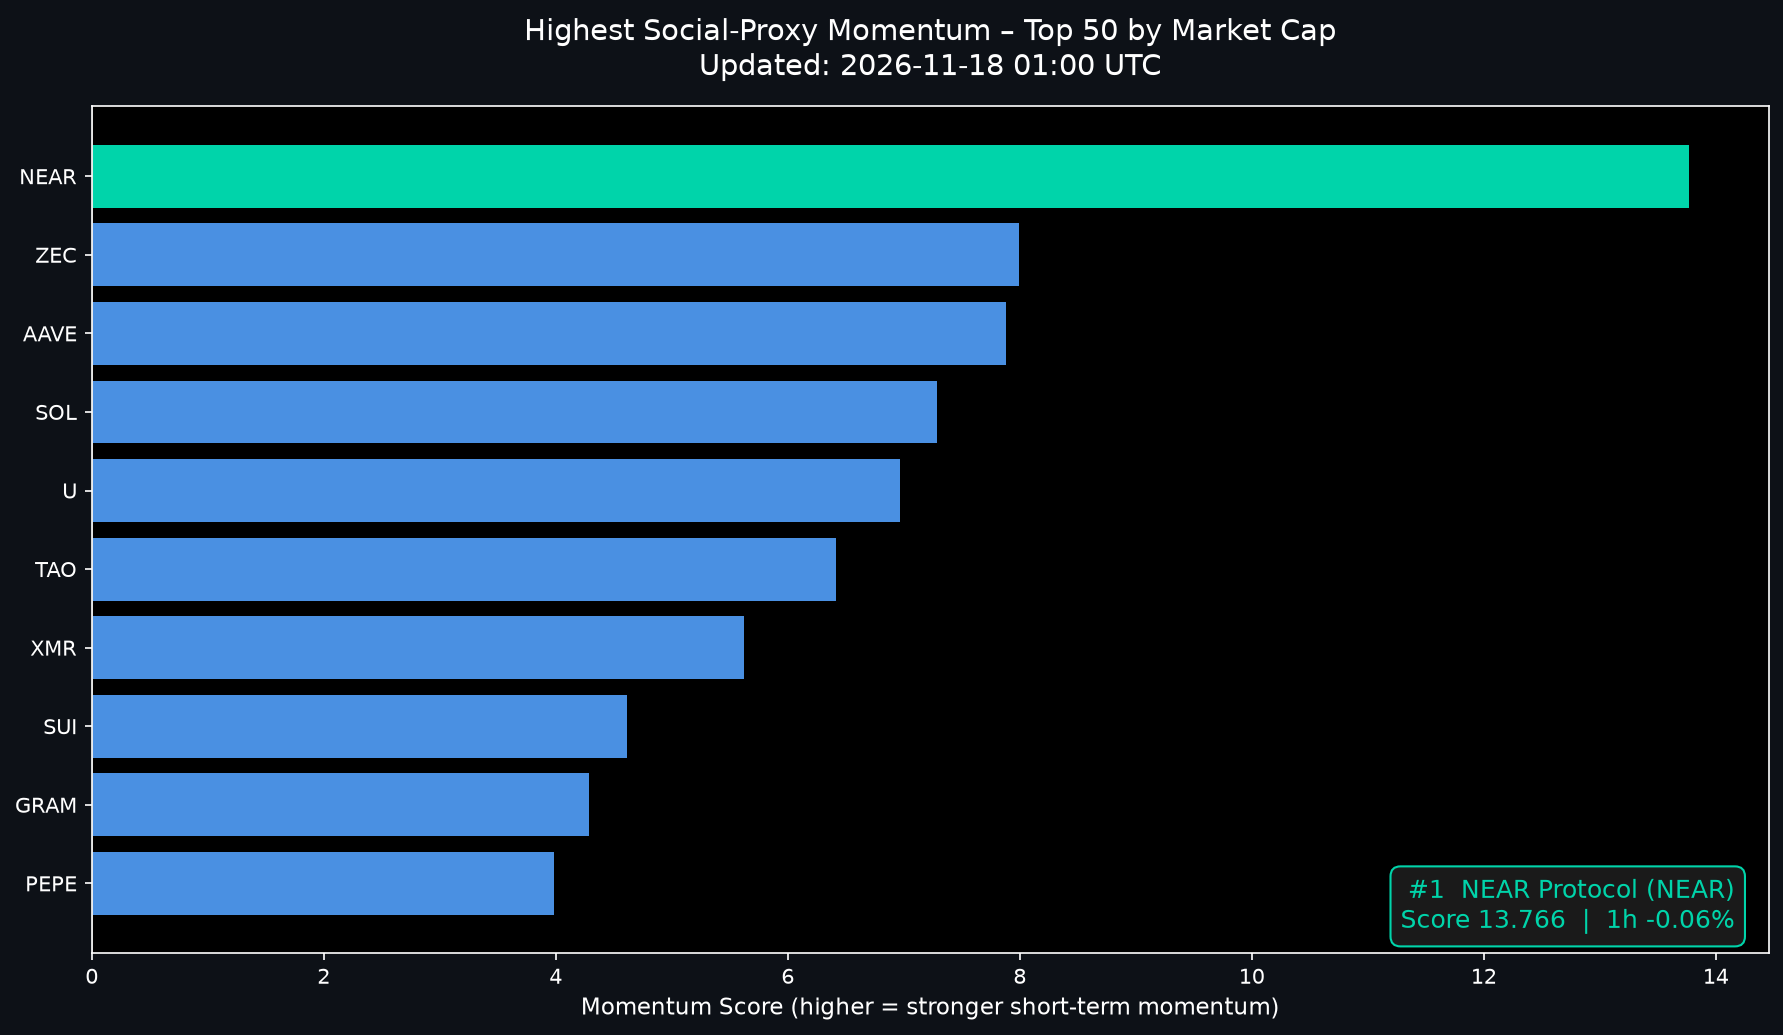 Highest Social-Proxy Momentum – Top 50 by Market Cap
Updated: 2026-11-18 01:00 UTC
NEAR
ZEC
AAVE
SOL
U
TAO
XMR
SUI
GRAM
PEPE
#1 NEAR Protocol (NEAR)
Score 13.766 | 1h -0.06%
0 2 4 6 8 10 12 14
Momentum Score (higher = stronger short-term momentum)